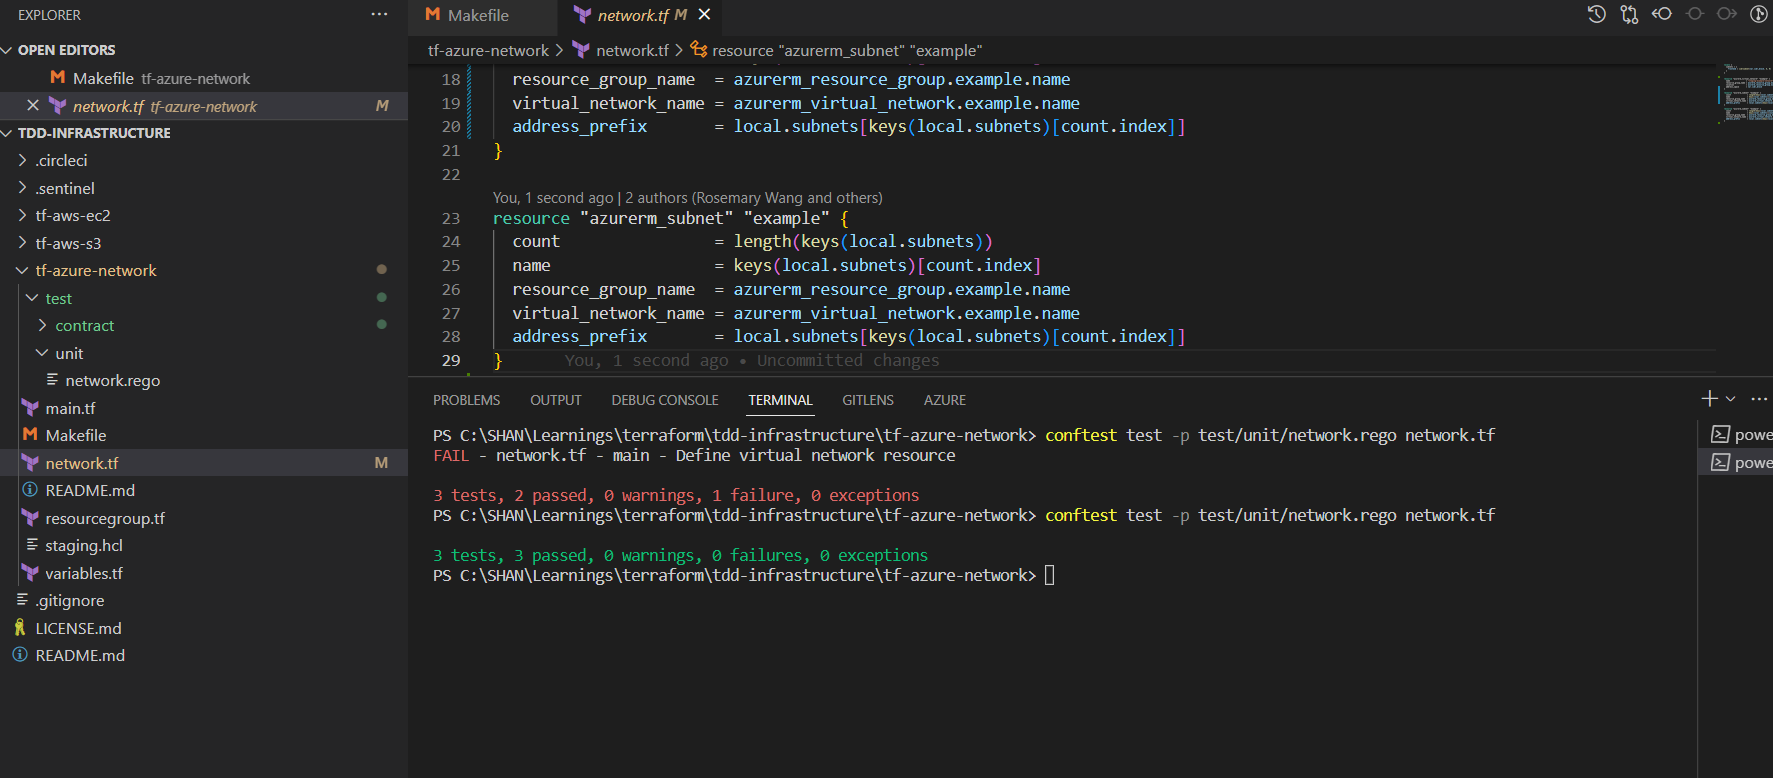 EXPLORER
OPEN EDITORS
Makefile tf-azure-network
network.tf tf-azure-network M
TDD-INFRASTRUCTURE
.circleci
.sentinel
tf-aws-ec2
tf-aws-s3
tf-azure-network
test
contract
unit
network.rego
main.tf
Makefile
network.tf M
README.md
resourcegroup.tf
staging.hcl
variables.tf
.gitignore
LICENSE.md
README.md
Makefile
network.tf M
tf-azure-network > network.tf > resource "azurerm_subnet" "example"
18 resource_group_name = azurerm_resource_group.example.name
19 virtual_network_name = azurerm_virtual_network.example.name
20 address_prefix = local.subnets[keys(local.subnets)[count.index]]
21 }
22
You, 1 second ago | 2 authors (Rosemary Wang and others)
23 resource "azurerm_subnet" "example" {
24 count = length(keys(local.subnets))
25 name = keys(local.subnets)[count.index]
26 resource_group_name = azurerm_resource_group.example.name
27 virtual_network_name = azurerm_virtual_network.example.name
28 address_prefix = local.subnets[keys(local.subnets)[count.index]]
29 } You, 1 second ago • Uncommitted changes
PROBLEMS OUTPUT DEBUG CONSOLE TERMINAL GITLENS AZURE
PS C:\SHAN\Learnings\terraform\tdd-infrastructure\tf-azure-network> conftest test -p test/unit/network.rego network.tf
FAIL - network.tf - main - Define virtual network resource
3 tests, 2 passed, 0 warnings, 1 failure, 0 exceptions
PS C:\SHAN\Learnings\terraform\tdd-infrastructure\tf-azure-network> conftest test -p test/unit/network.rego network.tf
3 tests, 3 passed, 0 warnings, 0 failures, 0 exceptions
PS C:\SHAN\Learnings\terraform\tdd-infrastructure\tf-azure-network>
powe
powe